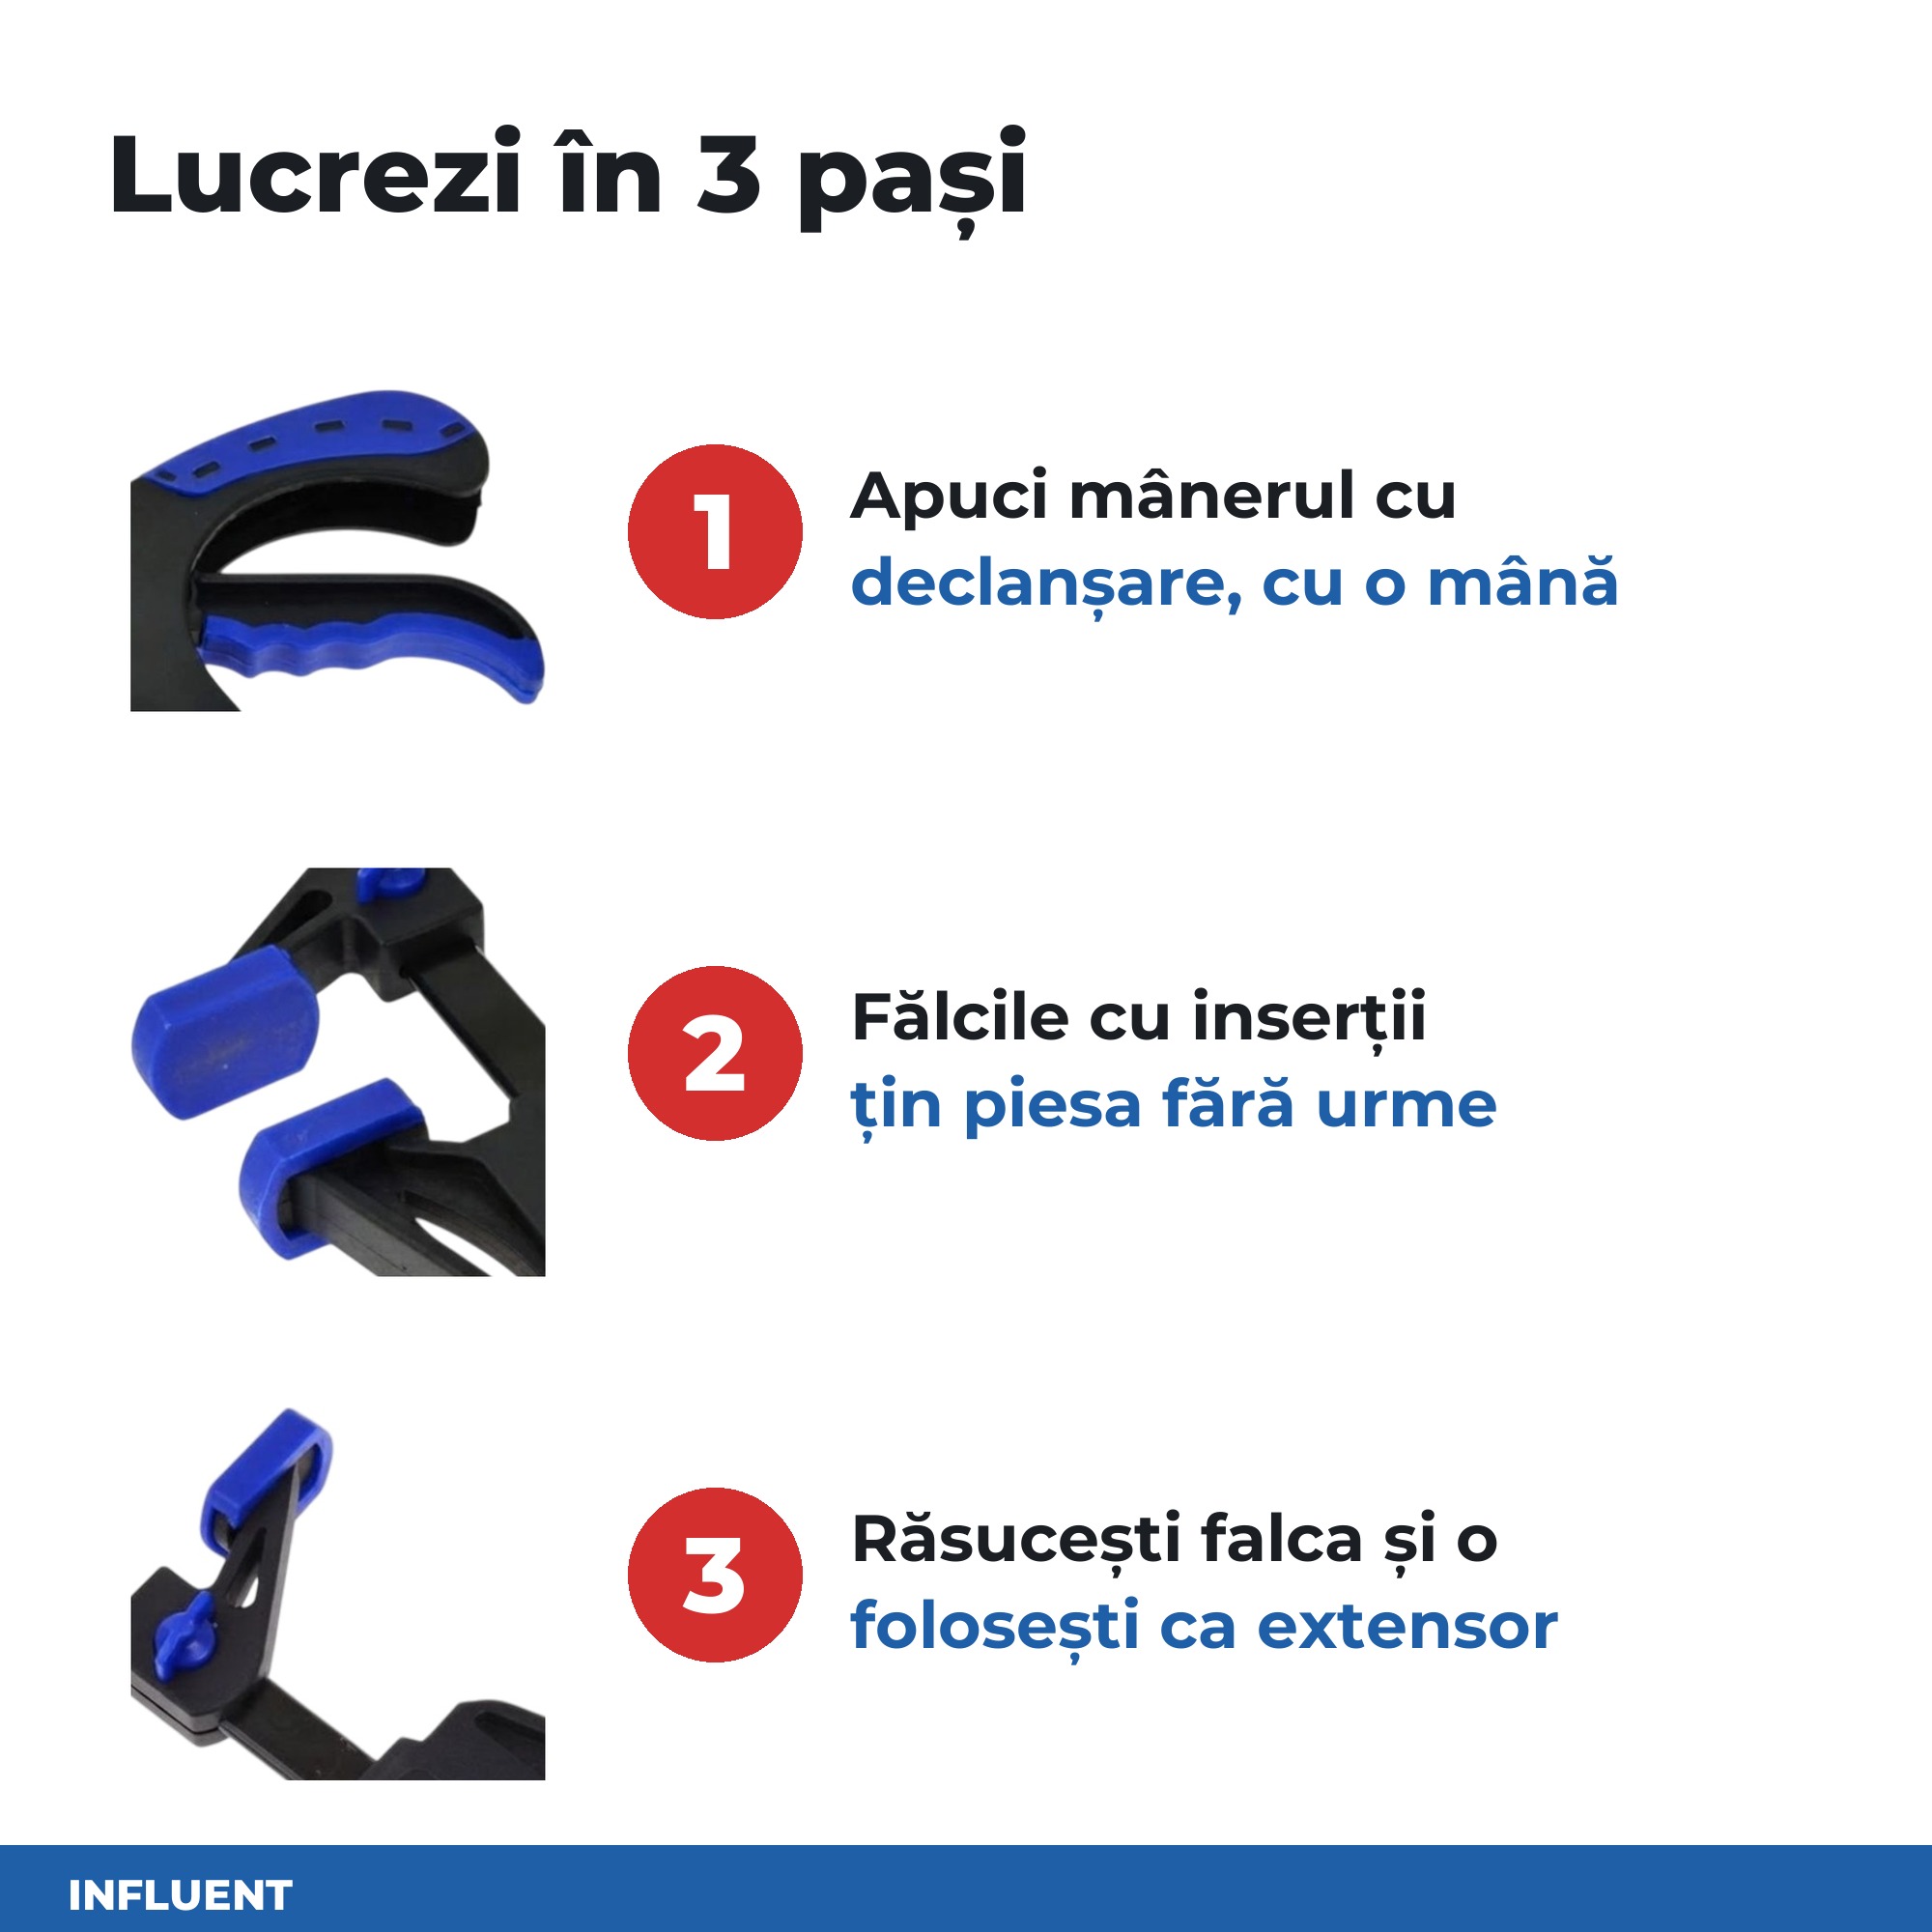 Lucrezi în 3 pași
1
Apuci mânerul cu
declanșare, cu o mână
2
Fălcile cu inserții
țin piesa fără urme
3
Răsucești falca și o
folosești ca extensor
INFLUENT